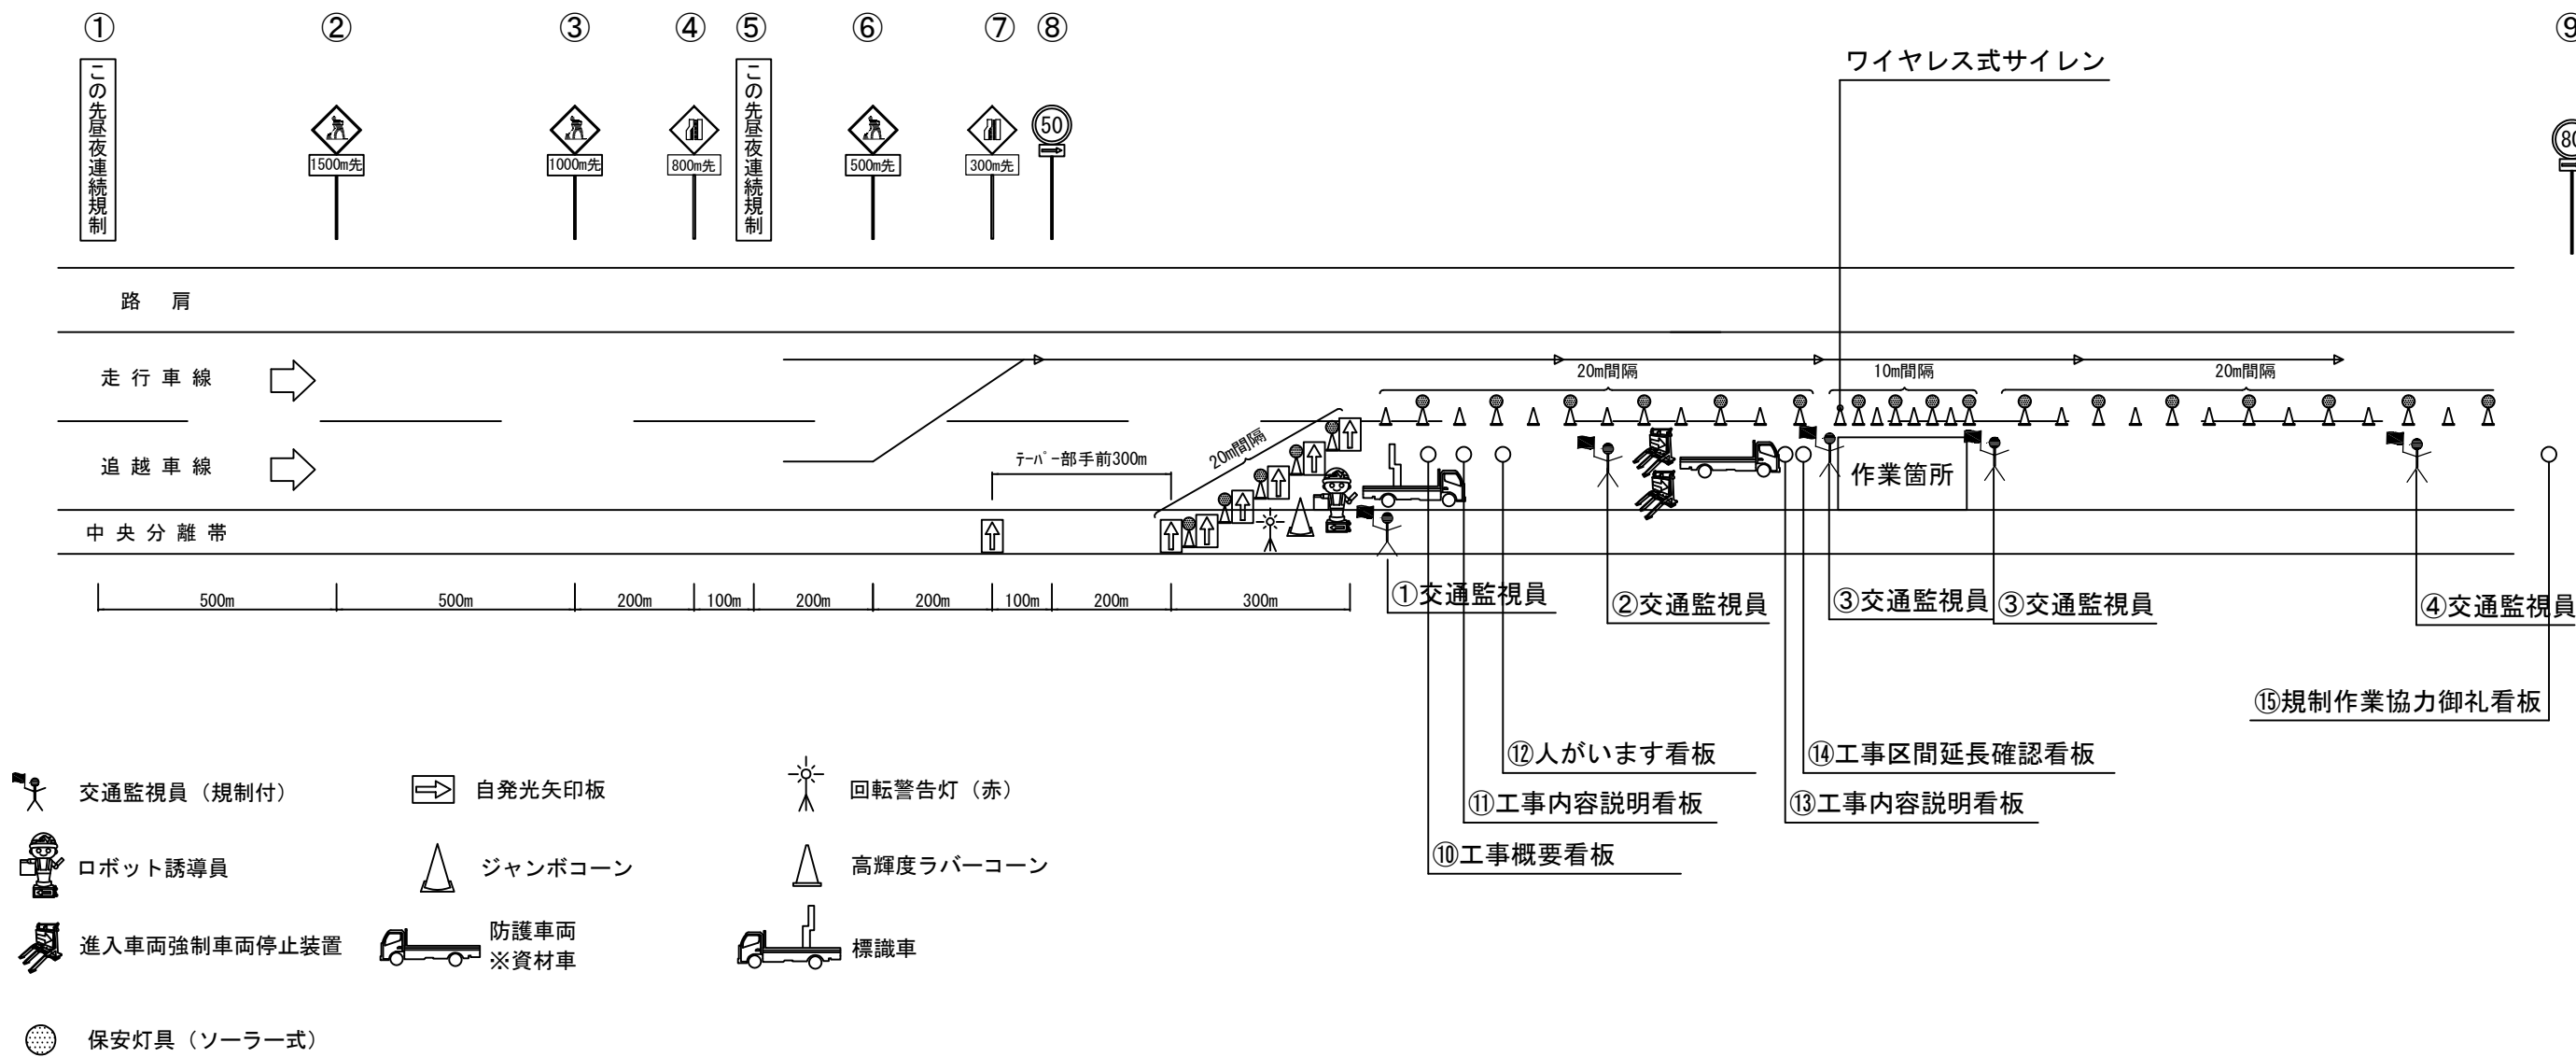 ① ② ③ ④ ⑤ ⑥ ⑦ ⑧ ⑨
この先昼夜連続規制
1500m先
1000m先
800m先
この先昼夜連続規制
500m先
300m先
50
80
ワイヤレス式サイレン
路肩
走行車線
追越車線
中央分離帯
20m間隔
10m間隔
20m間隔
20m間隔
テーパー部手前300m
作業箇所
500m 500m 200m 100m 200m 200m 100m 200m 300m
①交通監視員
②交通監視員
③交通監視員
③交通監視員
④交通監視員
⑮規制作業協力御礼看板
⑫人がいます看板
⑭工事区間延長確認看板
⑪工事内容説明看板
⑬工事内容説明看板
⑩工事概要看板
交通監視員（規制付）
自発光矢印板
回転警告灯（赤）
ロボット誘導員
ジャンボコーン
高輝度ラバーコーン
進入車両強制車両停止装置
防護車両
※資材車
標識車
保安灯具（ソーラー式）